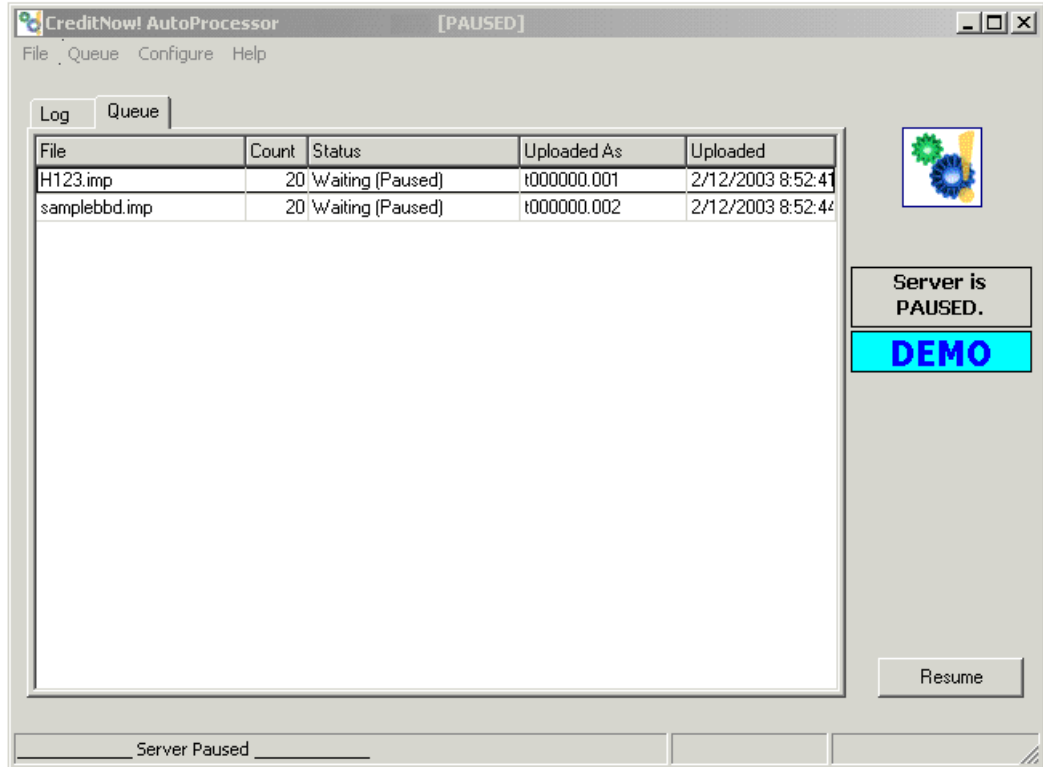 CreditNow! AutoProcessor [PAUSED]
File Queue Configure Help
Log Queue
File Count Status Uploaded As Uploaded
H123.imp 20 Waiting (Paused) t000000.001 2/12/2003 8:52:41
samplebbd.imp 20 Waiting (Paused) t000000.002 2/12/2003 8:52:44
Server is
PAUSED.
DEMO
Resume
____________ Server Paused ____________